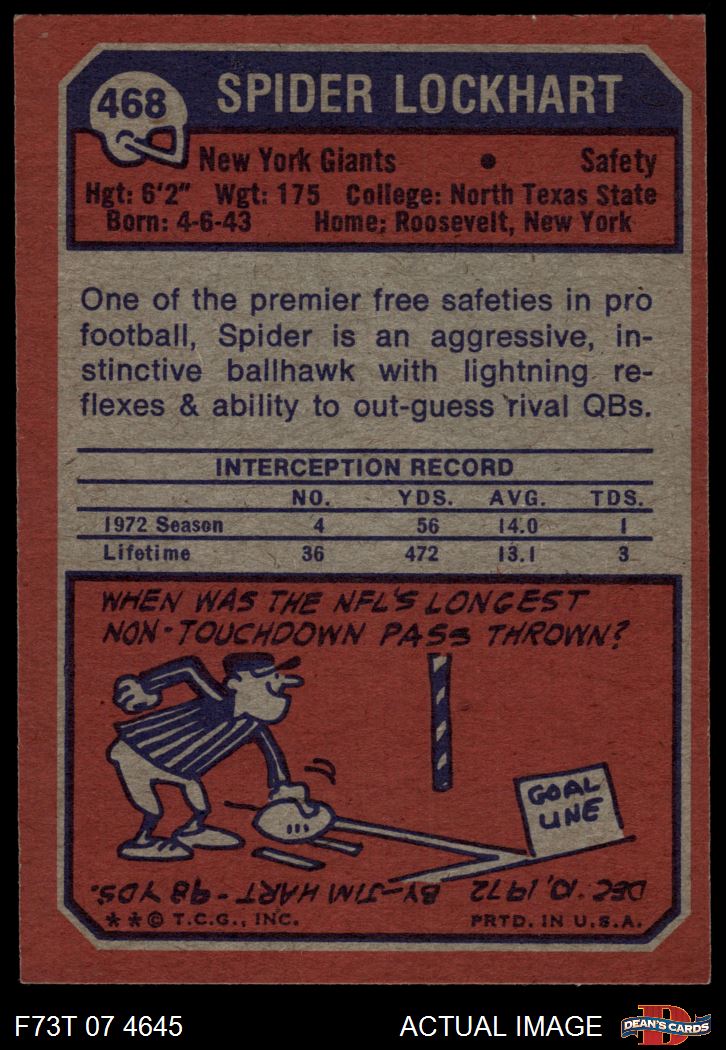 468
SPIDER LOCKHART
New York Giants • Safety
Hgt: 6'2" Wgt: 175 College: North Texas State
Born: 4-6-43 Home: Roosevelt, New York
One of the premier free safeties in pro
football, Spider is an aggressive, in-
stinctive ballhawk with lightning re-
flexes & ability to out-guess rival QBs.
INTERCEPTION RECORD
NO. YDS. AVG. TDS.
1972 Season 4 56 14.0 1
Lifetime 36 472 13.1 3
WHEN WAS THE NFL'S LONGEST
NON-TOUCHDOWN PASS THROWN?
GOAL
LINE
DEC. 10, 1972 BY-JIM HART-98 YDS.
* * © T.C.G., INC. PRTD. IN U.S.A.
F73T 07 4645 ACTUAL IMAGE
D
DEAN'S CARDS